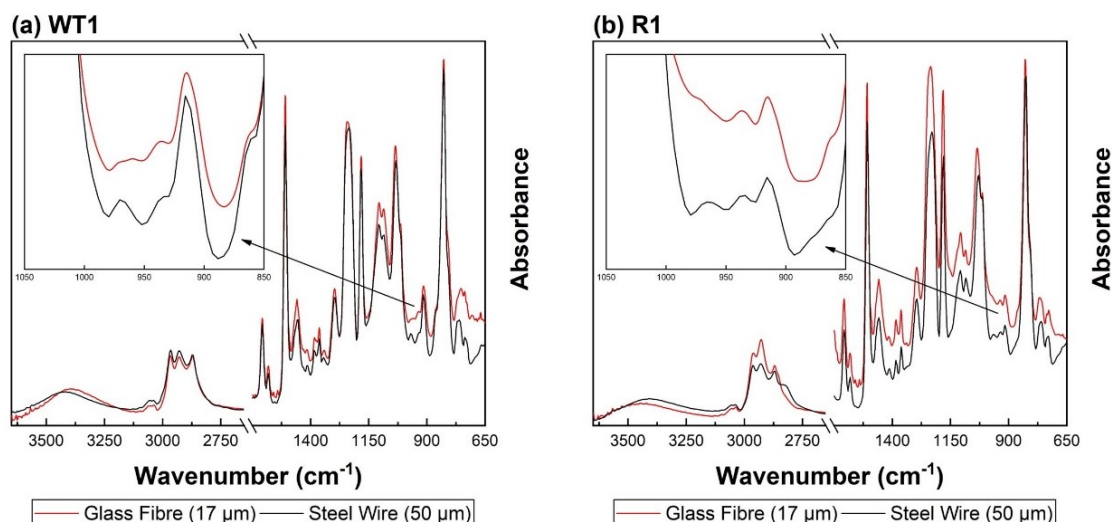 (a) WT1
1050 1000 950 900 850
Absorbance
3500 3250 3000 2750 1400 1150 900 650
Wavenumber (cm⁻¹)
Glass Fibre (17 µm) Steel Wire (50 µm)
(b) R1
1050 1000 950 900 850
Absorbance
3500 3250 3000 2750 1400 1150 900 650
Wavenumber (cm⁻¹)
Glass Fibre (17 µm) Steel Wire (50 µm)